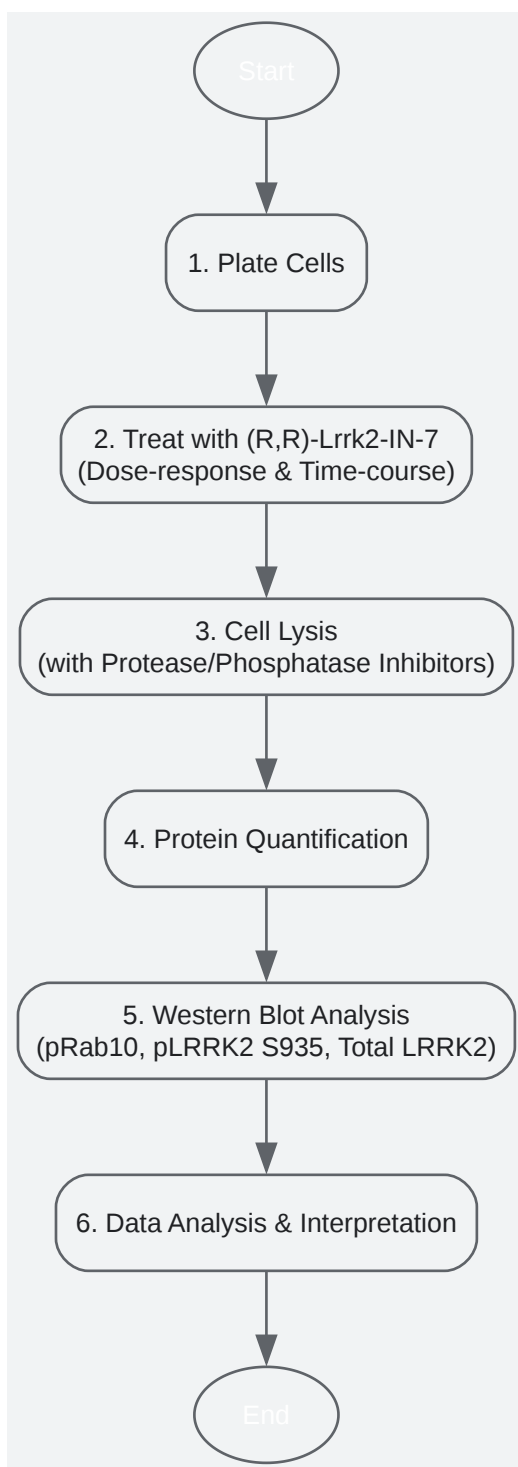 Start
1. Plate Cells
2. Treat with (R,R)-Lrrk2-IN-7
(Dose-response & Time-course)
3. Cell Lysis
(with Protease/Phosphatase Inhibitors)
4. Protein Quantification
5. Western Blot Analysis
(pRab10, pLRRK2 S935, Total LRRK2)
6. Data Analysis & Interpretation
End